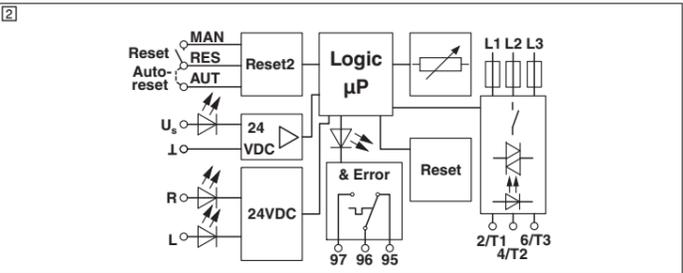 2
MAN
Reset
RES
Auto-
reset
AUT
Reset2
Logic
µP
L1 L2 L3
Us
⊥
24
VDC
R
L
24VDC
& Error
Reset
97 96 95
2/T1 6/T3
4/T2